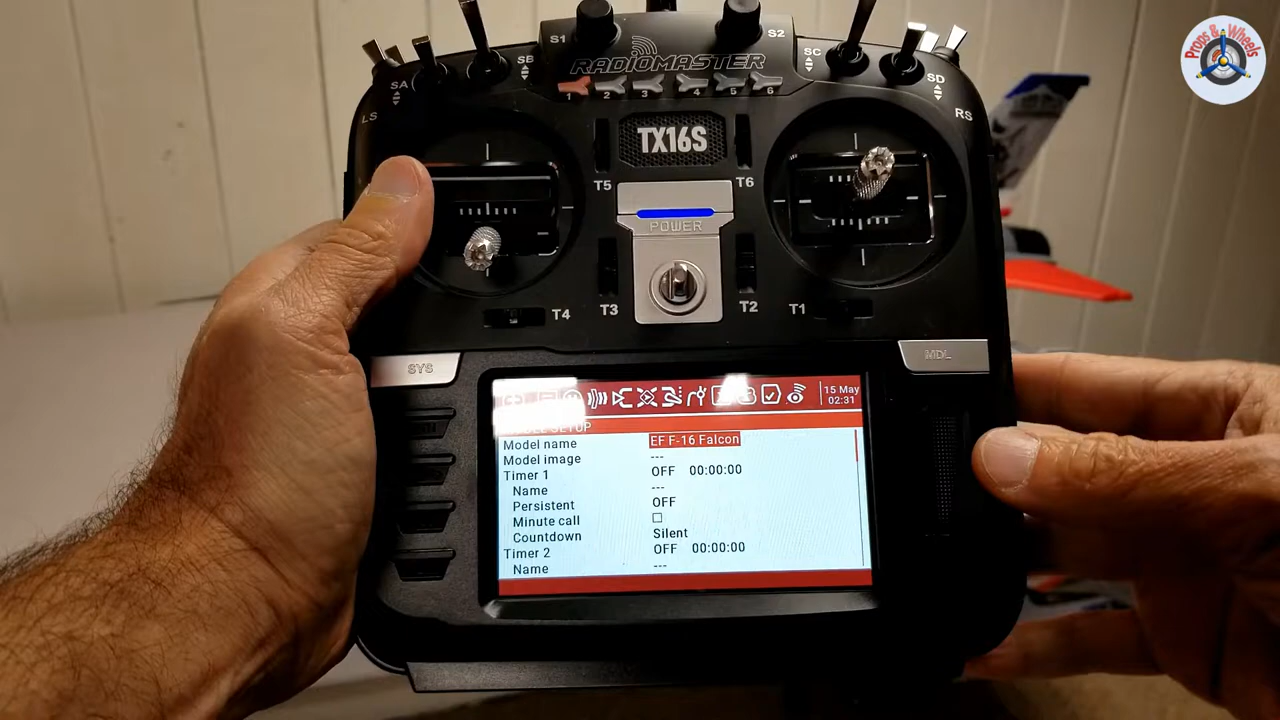 Props & Wheels
S1
S2
SB
SC
SA
SD
LS
RS
RADIOMASTER
1 2 3 4 5 6
TX16S
T5
T6
POWER
T3
T2
T4
T1
SYS
MDL
15 May
02:31
SETUP
Model name EF F-16 Falcon
Model image ---
Timer 1 OFF 00:00:00
Name ---
Persistent OFF
Minute call
Countdown Silent
Timer 2 OFF 00:00:00
Name ---